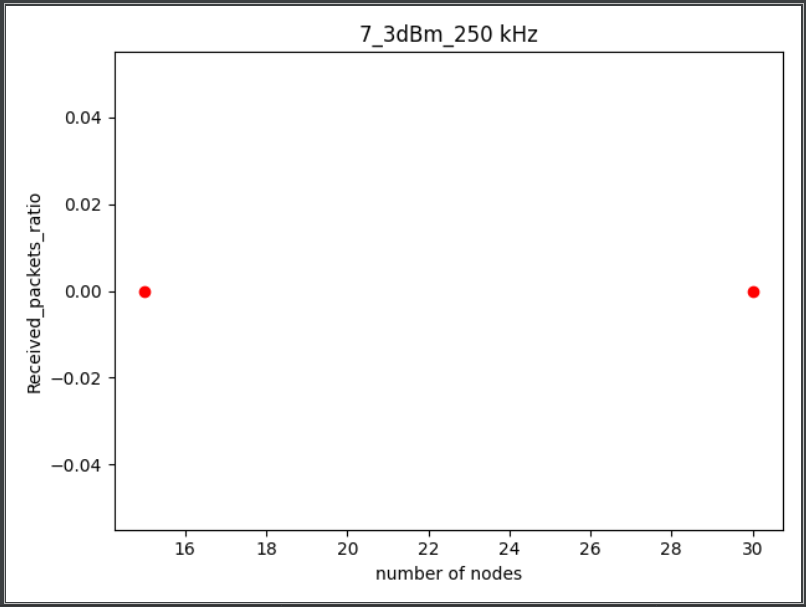 7_3dBm_250 kHz
Received_packets_ratio
0.04
0.02
0.00
−0.02
−0.04
16 18 20 22 24 26 28 30
number of nodes